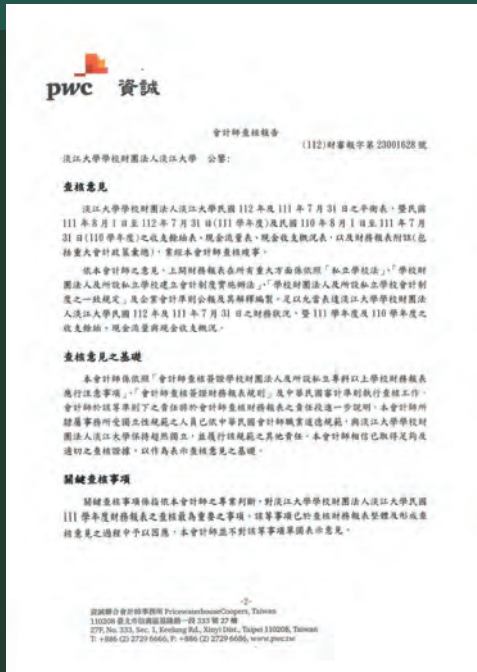 pwc 資誠
會計師查核報告
(112)財審報字第 23001628 號
淡江大學學校財團法人淡江大學 公鑒:
查核意見
淡江大學學校財團法人淡江大學民國 112 年及 111 年 7 月 31 日之平衡表,暨民國
111 年 8 月 1 日至 112 年 7 月 31 日(111 學年度)及民國 110 年 8 月 1 日至 111 年 7 月
31 日(110 學年度)之收支餘絀表、現金流量表、現金收支概況表,以及財務報表附註(包
括重大會計政策彙總),業經本會計師查核竣事。
依本會計師之意見,上開財務報表在所有重大方面係依照「私立學校法」、「學校財
團法人及所設私立學校建立會計制度實施辦法」、「學校財團法人及所設私立學校會計制
度之一致規定」及企業會計準則公報及其解釋編製,足以允當表達淡江大學學校財團法
人淡江大學民國 112 年及 111 年 7 月 31 日之財務狀況,暨 111 學年度及 110 學年度之
收支餘絀、現金流量與現金收支概況。
查核意見之基礎
本會計師係依照「會計師查核簽證學校財團法人及所設私立專科以上學校財務報表
應行注意事項」、「會計師查核簽證財務報表規則」及中華民國審計準則執行查核工作。
會計師於該等準則下之責任將於會計師查核財務報表之責任段進一步說明。本會計師所
隸屬事務所受獨立性規範之人員已依中華民國會計師職業道德規範,與淡江大學學校財
團法人淡江大學保持超然獨立,並履行該規範之其他責任。本會計師相信已取得足夠及
適切之查核證據,以作為表示查核意見之基礎。
關鍵查核事項
關鍵查核事項係指依本會計師之專業判斷,對淡江大學學校財團法人淡江大學民國
111 學年度財務報表之查核最為重要之事項。該等事項已於查核財務報表整體及形成查
核意見之過程中予以因應,本會計師並不對該等事項單獨表示意見。
-2-
資誠聯合會計師事務所 PricewaterhouseCoopers, Taiwan
110208 臺北市信義區基隆路一段 333 號 27 樓
27F, No. 333, Sec. 1, Keelung Rd., Xinyi Dist., Taipei 110208, Taiwan
T: +886 (2) 2729 6666, F: +886 (2) 2729 6686, www.pwc.tw